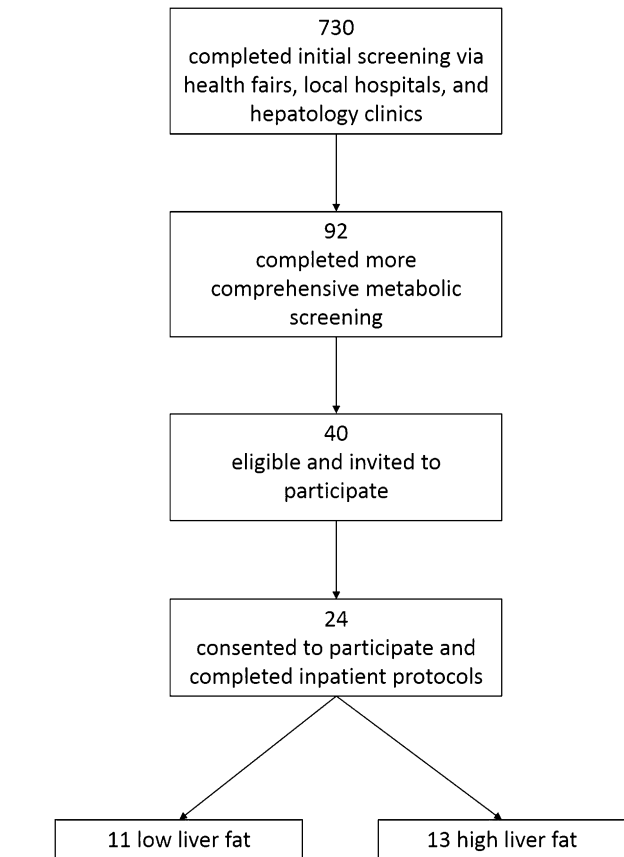 730
completed initial screening via
health fairs, local hospitals, and
hepatology clinics
92
completed more
comprehensive metabolic
screening
40
eligible and invited to
participate
24
consented to participate and
completed inpatient protocols
11 low liver fat
13 high liver fat